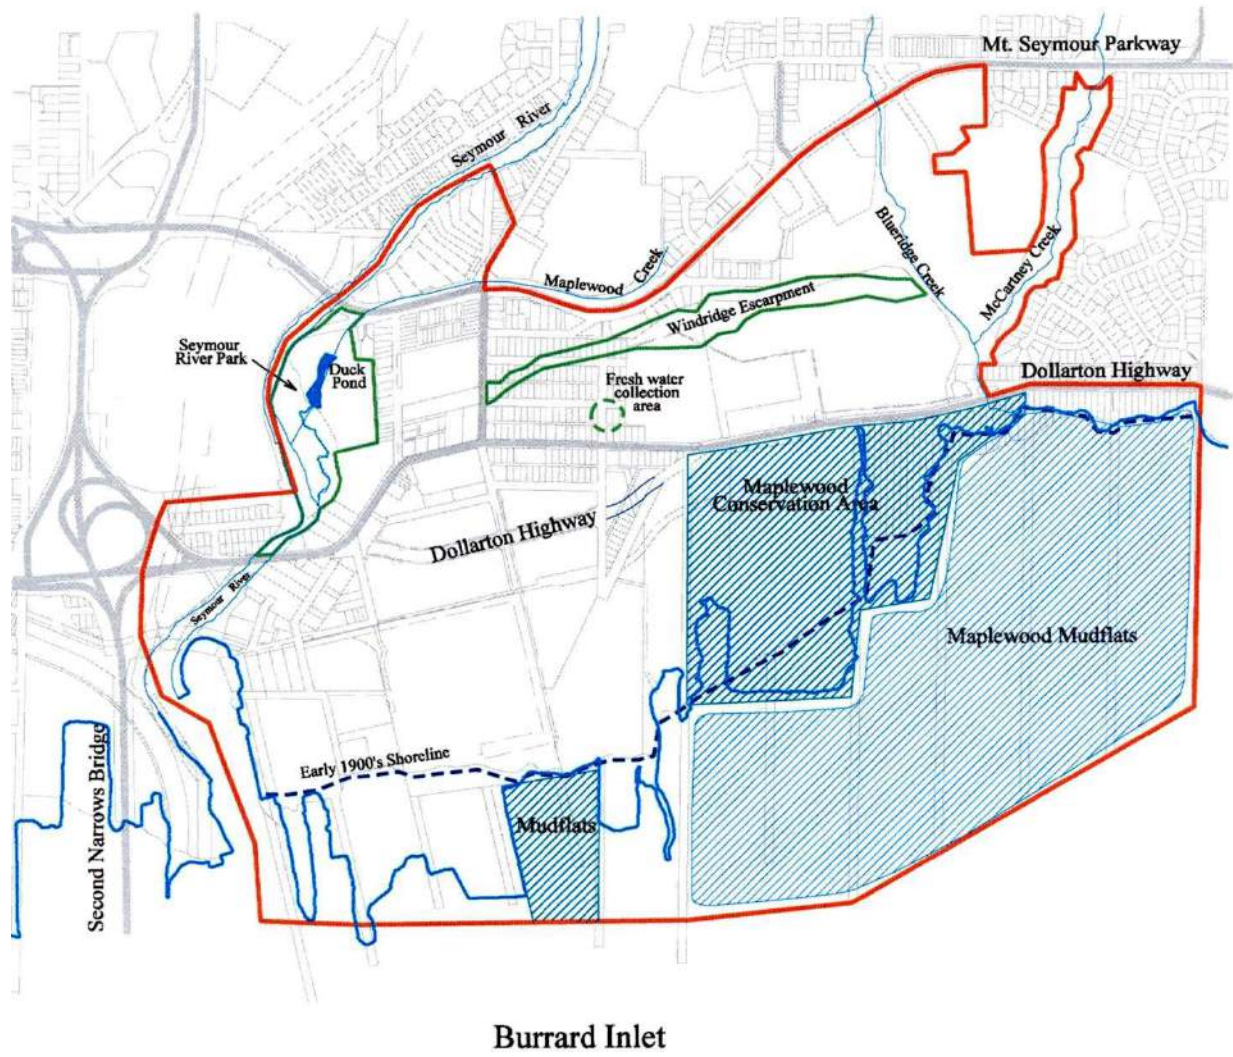 Mt. Seymour Parkway
Seymour River
Blueridge Creek
McCartney Creek
Maplewood Creek
Windridge Escarpment
Seymour
River Park
Duck
Pond
Fresh water
collection
area
Dollarton Highway
Maplewood
Conservation Area
Dollarton Highway
Seymour River
Maplewood Mudflats
Early 1900's Shoreline
Mudflats
Second Narrows Bridge
Burrard Inlet